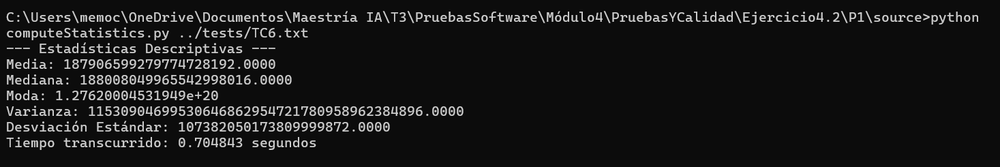 C:\Users\memoc\OneDrive\Documentos\Maestría IA\T3\PruebasSoftware\Módulo4\PruebasYCalidad\Ejercicio4.2\P1\source>python
computeStatistics.py ../tests/TC6.txt
--- Estadísticas Descriptivas ---
Media: 187906599279774728192.0000
Mediana: 188008049965542998016.0000
Moda: 1.27620004531949e+20
Varianza: 11530904699530646862954721780958962384896.0000
Desviación Estándar: 107382050173809999872.0000
Tiempo transcurrido: 0.704843 segundos